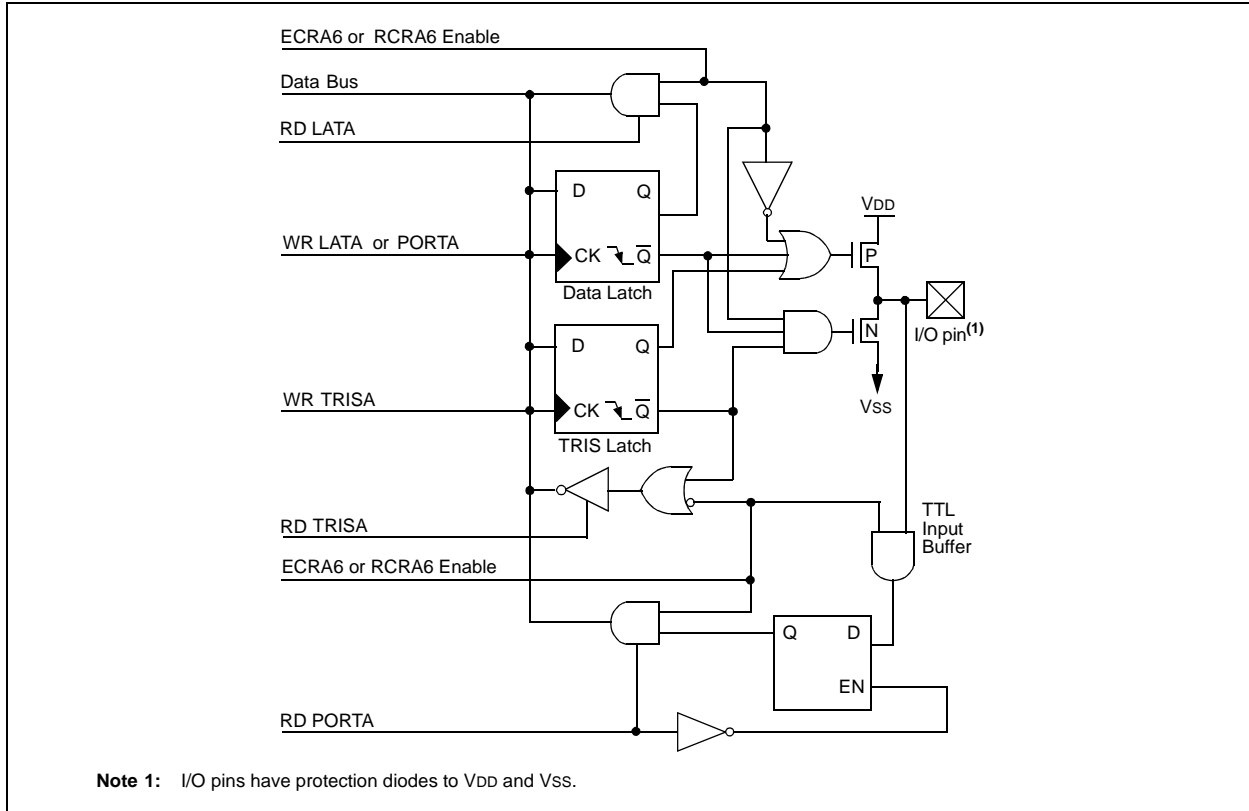 ECRA6 or RCRA6 Enable
Data Bus
RD LATA
D Q
VDD
WR LATA or PORTA
CK Q
P
Data Latch
D Q
N
I/O pin(1)
WR TRISA
CK Q
VSS
TRIS Latch
TTL
Input
Buffer
RD TRISA
ECRA6 or RCRA6 Enable
Q D
EN
RD PORTA
Note 1: I/O pins have protection diodes to VDD and VSS.